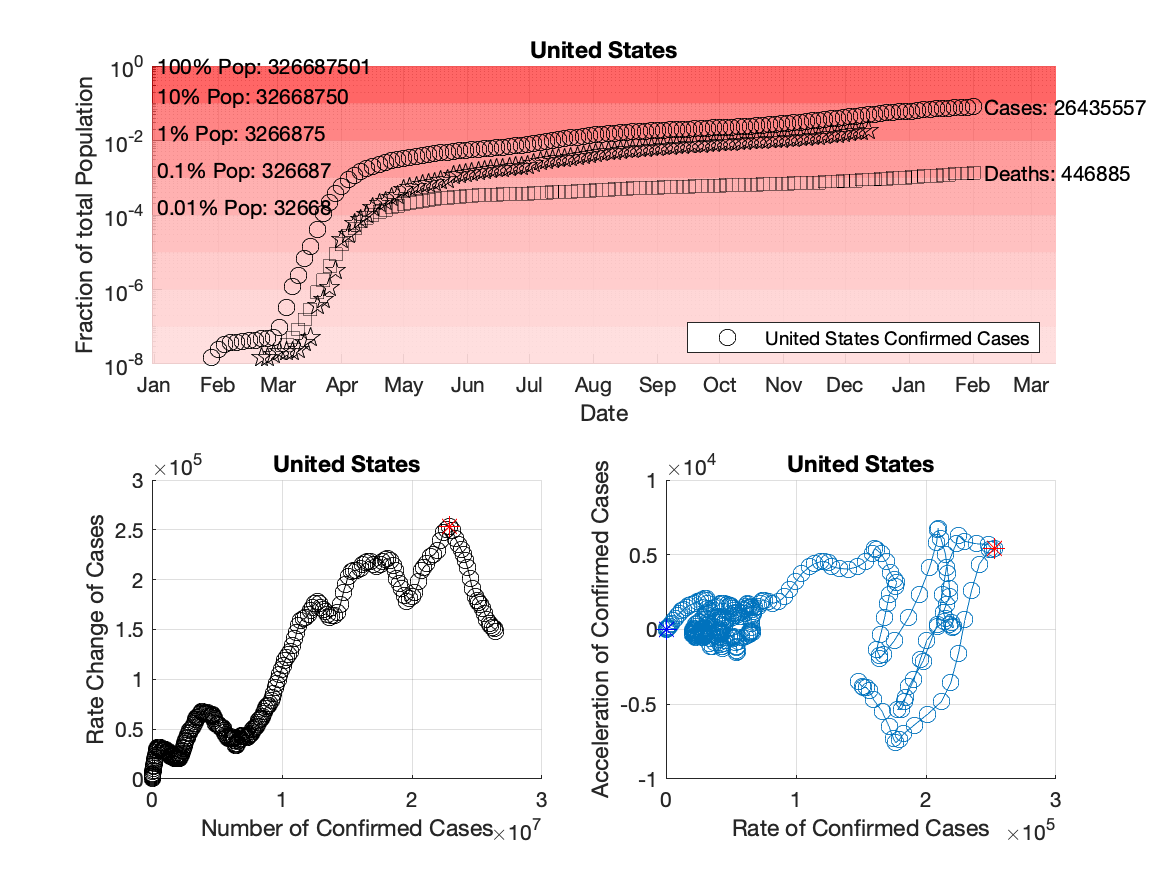 United States
10^0
10^-2
10^-4
10^-6
10^-8
Fraction of total Population
100% Pop: 326687501
10% Pop: 32668750
1% Pop: 3266875
0.1% Pop: 326687
0.01% Pop: 32668
Cases: 26435557
Deaths: 446885
United States Confirmed Cases
Jan Feb Mar Apr May Jun Jul Aug Sep Oct Nov Dec Jan Feb Mar
Date
United States
×10^5
3
2.5
2
1.5
1
0.5
0
Rate Change of Cases
0 1 2 3
Number of Confirmed Cases ×10^7
United States
×10^4
1
0.5
0
-0.5
-1
Acceleration of Confirmed Cases
0 1 2 3
Rate of Confirmed Cases ×10^5